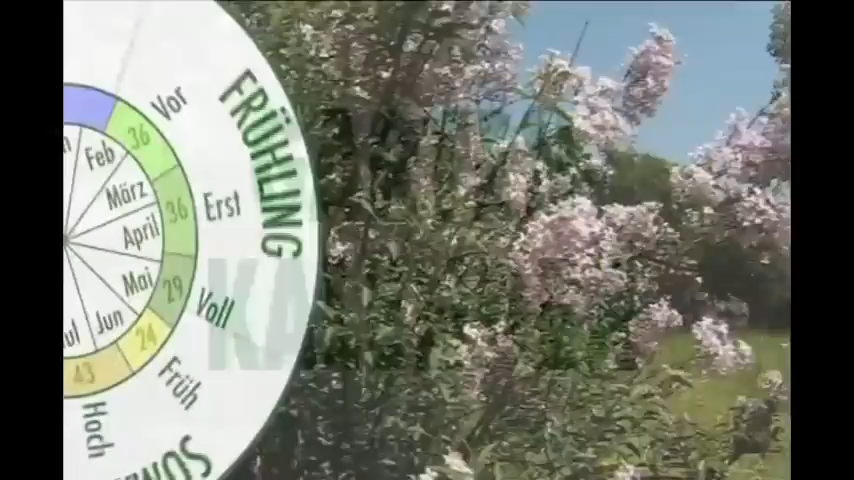 FRÜHLING
Vor
36
Feb
März
Erst
36
April
Mai
29
Voll
Jun
24
Früh
43
Hoch